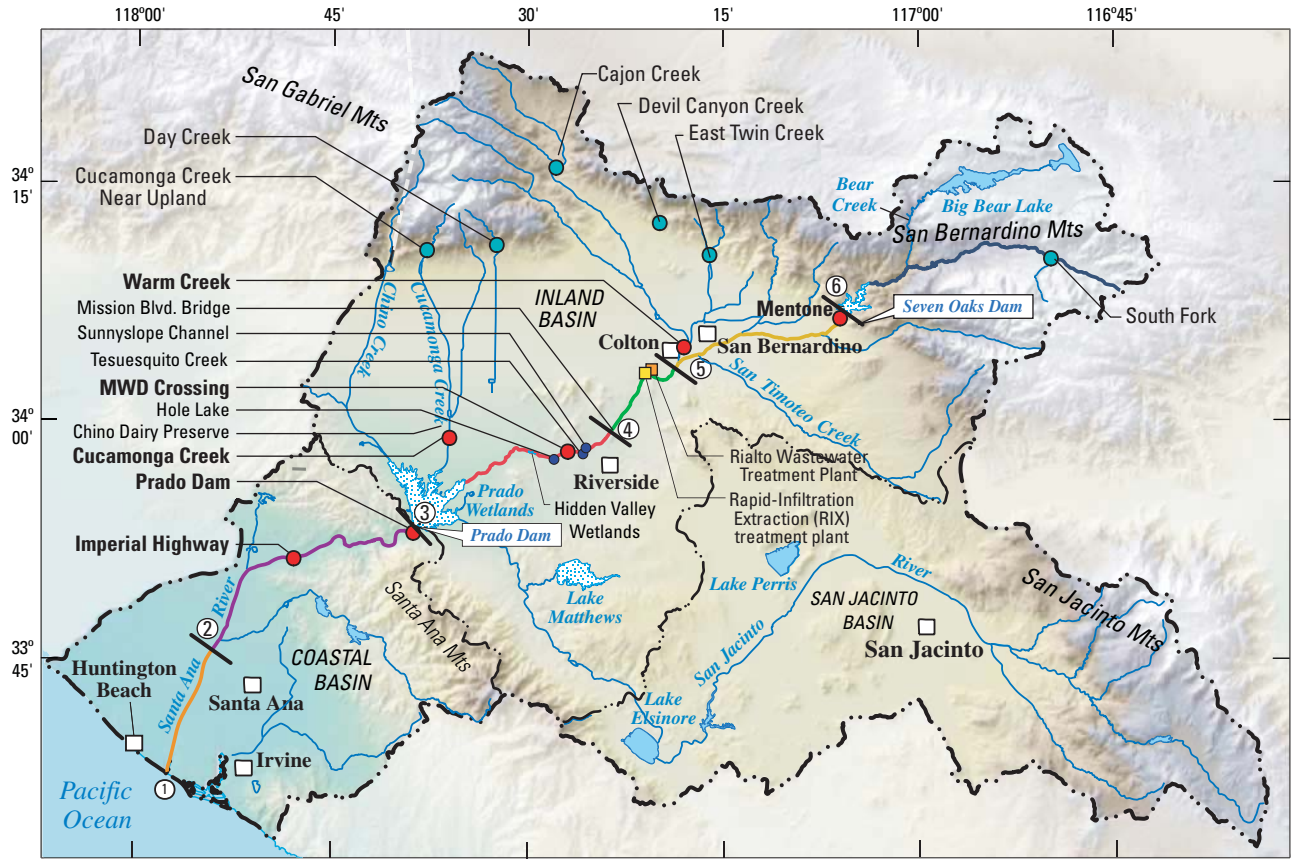 118°00'
45'
30'
15'
117°00'
116°45'
34°
15'
34°
00'
33°
45'
San Gabriel Mts
Cajon Creek
Devil Canyon Creek
East Twin Creek
Day Creek
Cucamonga Creek
Near Upland
Bear
Creek
Big Bear Lake
San Bernardino Mts
Warm Creek
Mission Blvd. Bridge
Sunnyslope Channel
Tesuesquito Creek
MWD Crossing
Hole Lake
Chino Dairy Preserve
Cucamonga Creek
Prado Dam
Imperial Highway
Chino Creek
Cucamonga Creek
INLAND
BASIN
Colton
San Bernardino
Mentone
6
Seven Oaks Dam
South Fork
5
San Timoteo Creek
4
Riverside
Rialto Wastewater
Treatment Plant
Rapid-Infiltration
Extraction (RIX)
treatment plant
Prado
Wetlands
Hidden Valley
Wetlands
3
Prado Dam
Lake
Matthews
Lake Perris
River
SAN JACINTO
BASIN
San Jacinto
San Jacinto Mts
San Jacinto
Santa Ana Mts
Lake
Elsinore
2
River
Santa Ana
COASTAL
BASIN
Huntington
Beach
Santa Ana
Irvine
1
Pacific
Ocean